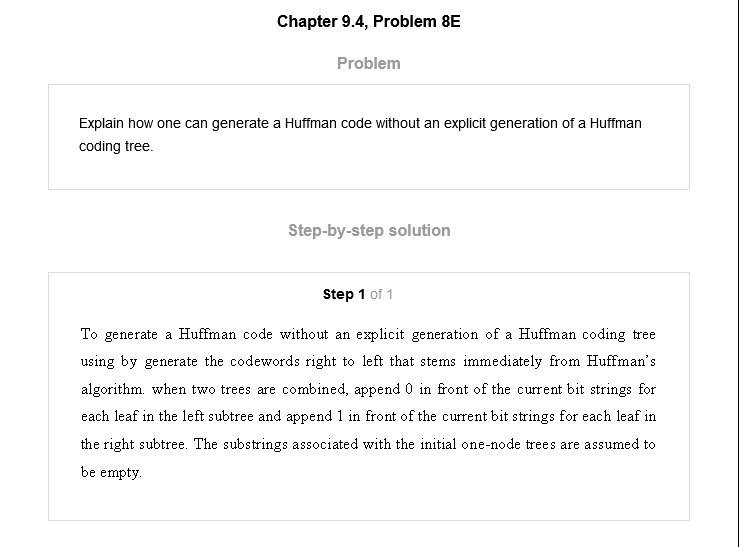 Chapter 9.4, Problem 8E
Problem
Explain how one can generate a Huffman code without an explicit generation of a Huffman
coding tree.
Step-by-step solution
Step 1 of 1
To generate a Huffman code without an explicit generation of a Huffman coding tree
using by generate the codewords right to left that stems immediately from Huffman's
algorithm. when two trees are combined, append 0 in front of the current bit strings for
each leaf in the left subtree and append 1 in front of the current bit strings for each leaf in
the right subtree. The substrings associated with the initial one-node trees are assumed to
be empty.